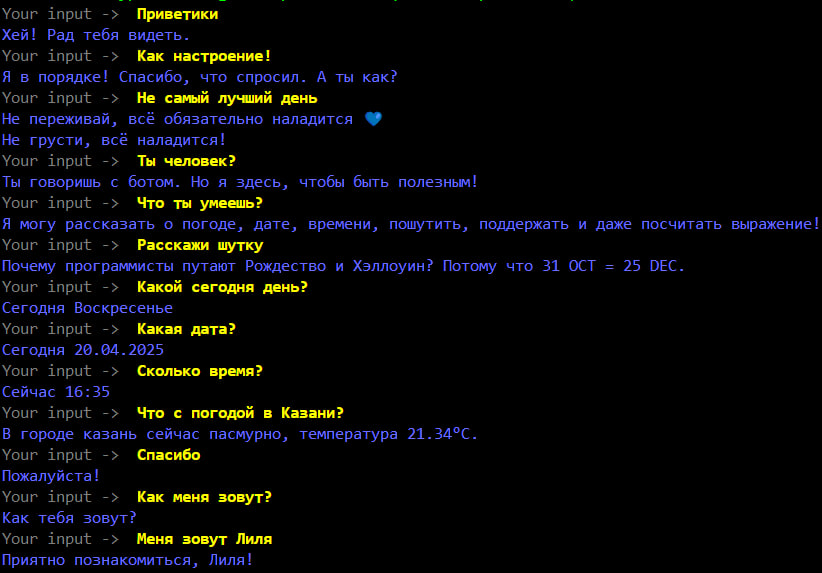 Your input -> Приветики
Хей! Рад тебя видеть.
Your input -> Как настроение!
Я в порядке! Спасибо, что спросил. А ты как?
Your input -> Не самый лучший день
Не переживай, всё обязательно наладится 💙
Не грусти, всё наладится!
Your input -> Ты человек?
Ты говоришь с ботом. Но я здесь, чтобы быть полезным!
Your input -> Что ты умеешь?
Я могу рассказать о погоде, дате, времени, пошутить, поддержать и даже посчитать выражение!
Your input -> Расскажи шутку
Почему программисты путают Рождество и Хэллоуин? Потому что 31 OCT = 25 DEC.
Your input -> Какой сегодня день?
Сегодня Воскресенье
Your input -> Какая дата?
Сегодня 20.04.2025
Your input -> Сколько время?
Сейчас 16:35
Your input -> Что с погодой в Казани?
В городе казань сейчас пасмурно, температура 21.34°C.
Your input -> Спасибо
Пожалуйста!
Your input -> Как меня зовут?
Как тебя зовут?
Your input -> Меня зовут Лиля
Приятно познакомиться, Лиля!